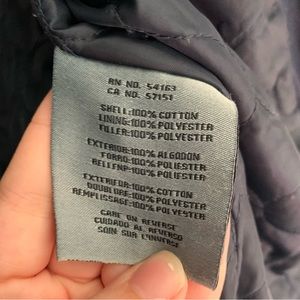 RN NO. 54163
CA NO. 57151
SHELL:100% COTTON
LINING:100% POLYESTER
FILLER:100% POLYESTER
EXTERIOR:100% ALGODON
FORRO:100% POLIESTER
RELLENO:100% POLIESTER
EXTERIEUR:100% COTON
DOUBLURE:100% POLYESTER
REMPLISSAGE:100% POLYESTER
CARE ON REVERSE
CUIDADO AL REVERSO
SOIN SUR L'INVERSE